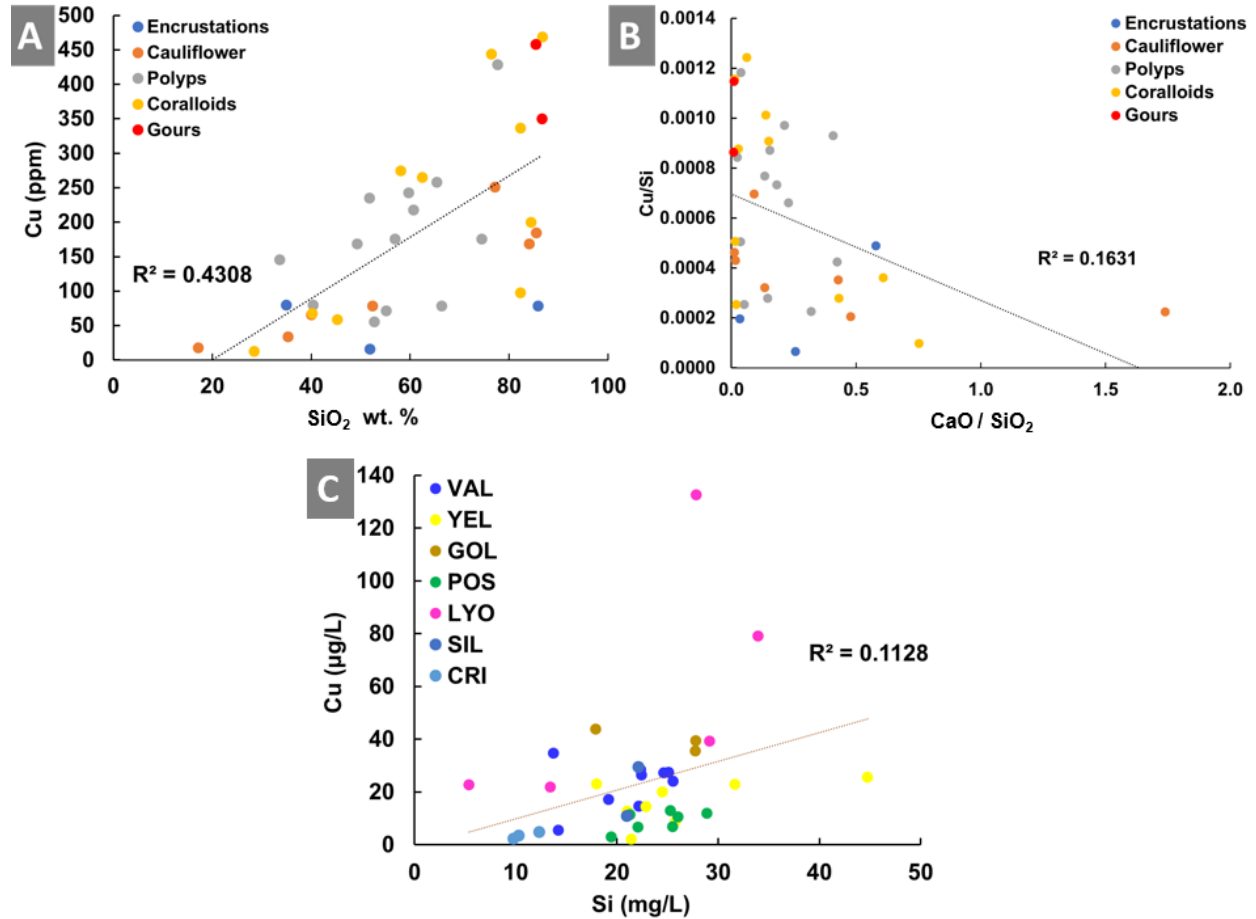 A
500
450
400
350
300
250
200
150
100
50
0
Cu (ppm)
Encrustations
Cauliflower
Polyps
Coralloids
Gours
R² = 0.4308
0
20
40
60
80
100
SiO₂ wt. %
B
0.0014
0.0012
0.0010
0.0008
0.0006
0.0004
0.0002
0.0000
Cu/Si
Encrustations
Cauliflower
Polyps
Coralloids
Gours
R² = 0.1631
0.0
0.5
1.0
1.5
2.0
CaO / SiO₂
C
140
120
100
80
60
40
20
0
Cu (µg/L)
VAL
YEL
GOL
POS
LYO
SIL
CRI
R² = 0.1128
0
10
20
30
40
50
Si (mg/L)